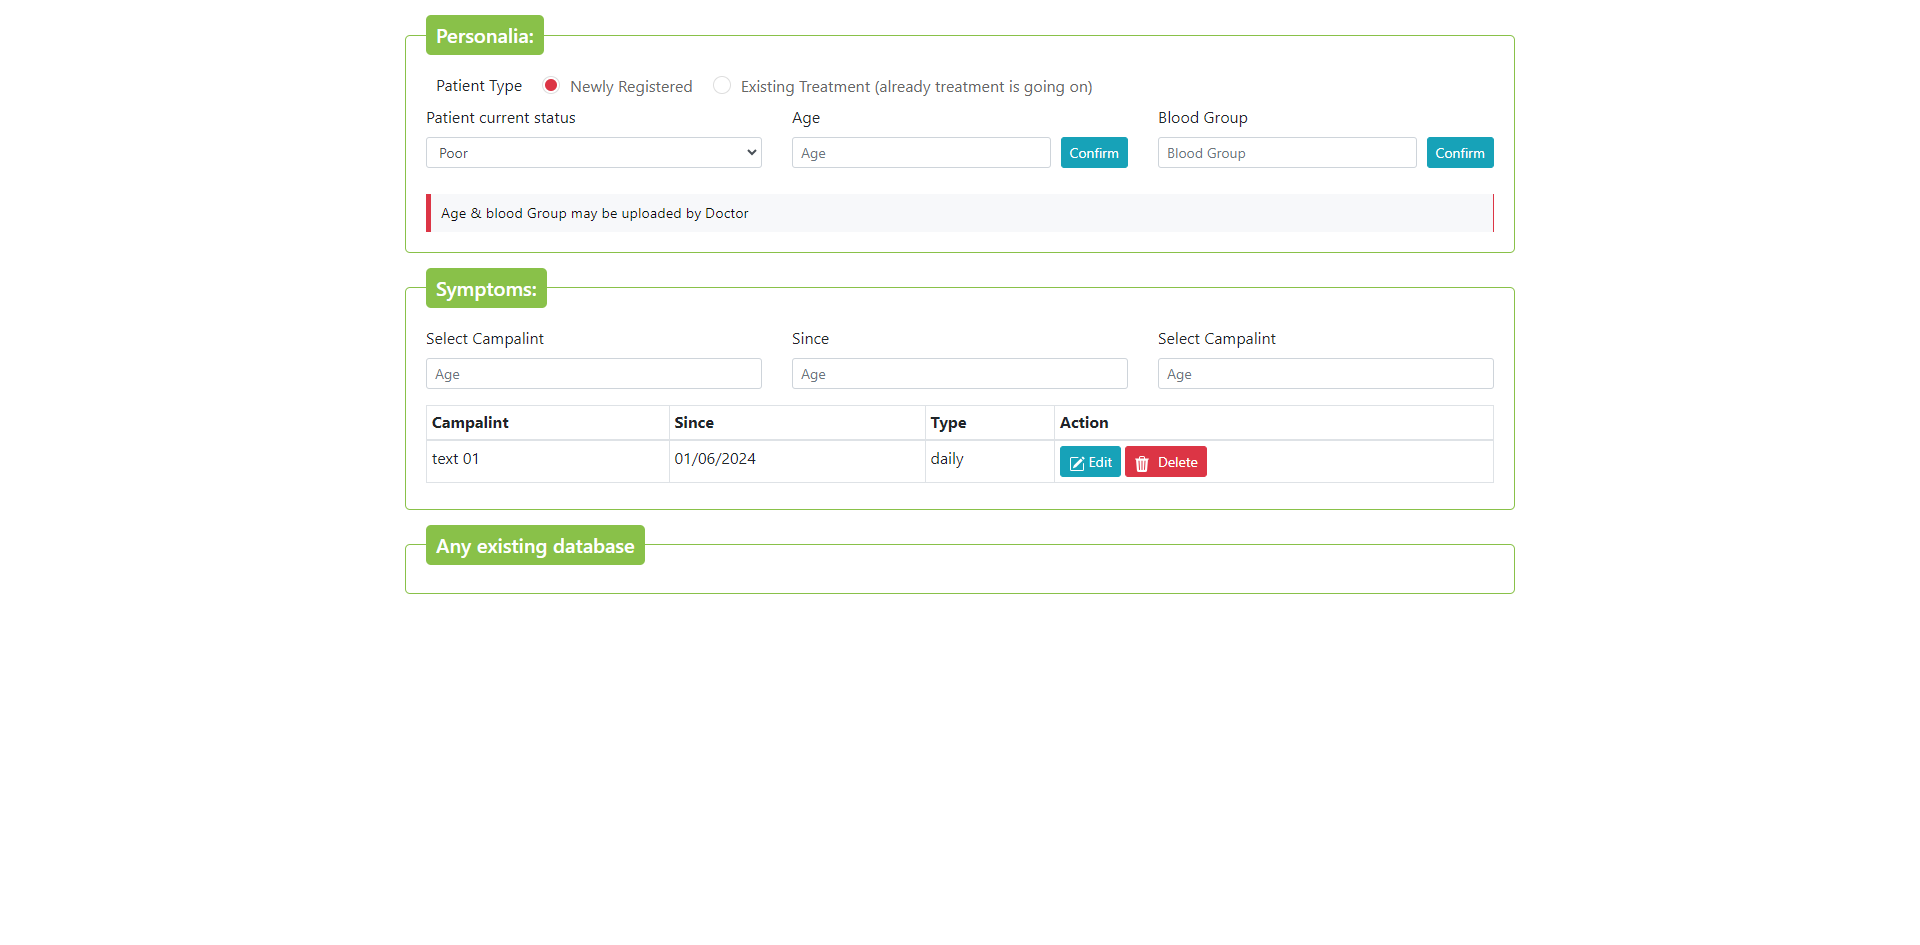 Personalia:
Patient Type Newly Registered Existing Treatment (already treatment is going on)
Patient current status Age Blood Group
Poor Age Confirm Blood Group Confirm
Age & blood Group may be uploaded by Doctor
Symptoms:
Select Campalint Since Select Campalint
Age Age Age
Campalint Since Type Action
text 01 01/06/2024 daily Edit Delete
Any existing database